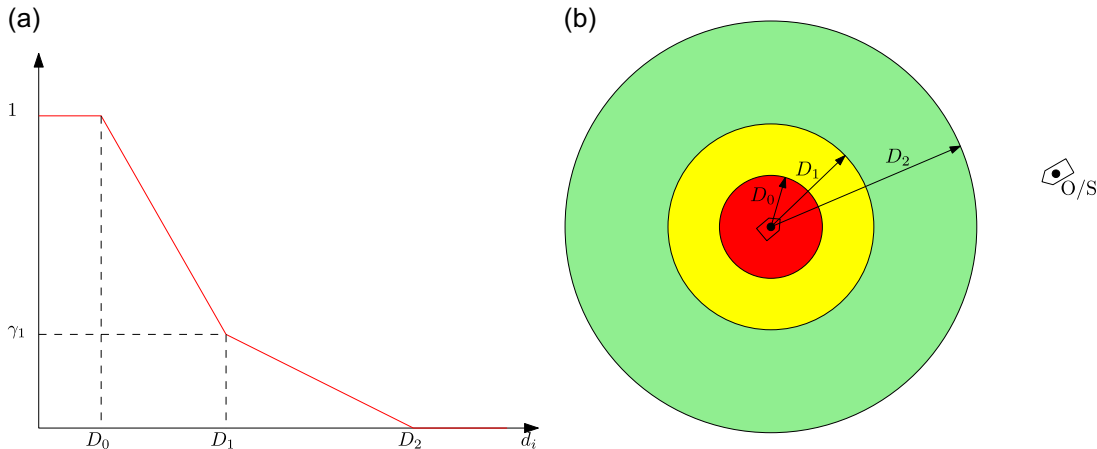 (a)
1
γ₁
D₀
D₁
D₂
dᵢ
(b)
D₀
D₁
D₂
O/S